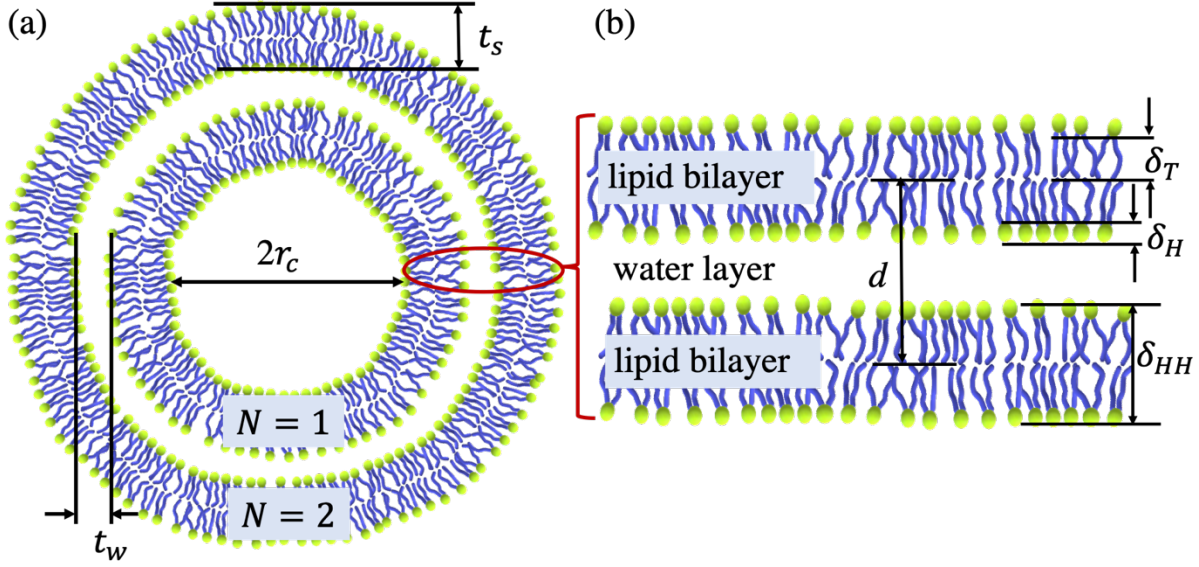 (a)
t_s
2r_c
N = 1
N = 2
t_w
(b)
lipid bilayer
δ_T
δ_H
water layer
d
lipid bilayer
δ_HH